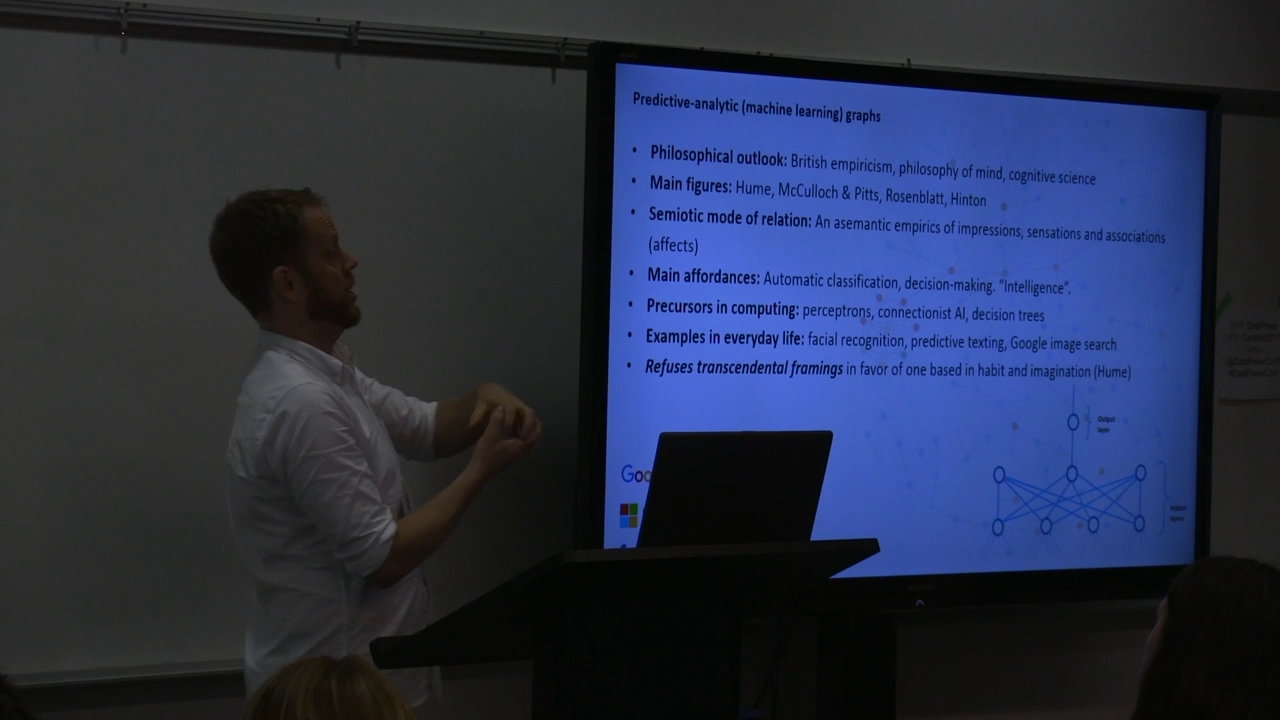 Predictive-analytic (machine learning) graphs
• Philosophical outlook: British empiricism, philosophy of mind, cognitive science
• Main figures: Hume, McCulloch & Pitts, Rosenblatt, Hinton
• Semiotic mode of relation: An asemantic empirics of impressions, sensations and associations
(affects)
• Main affordances: Automatic classification, decision-making. “Intelligence”.
• Precursors in computing: perceptrons, connectionist AI, decision trees
• Examples in everyday life: facial recognition, predictive texting, Google image search
• Refuses transcendental framings in favor of one based in habit and imagination (Hume)
Output
layer
Goo
Hidden
layers